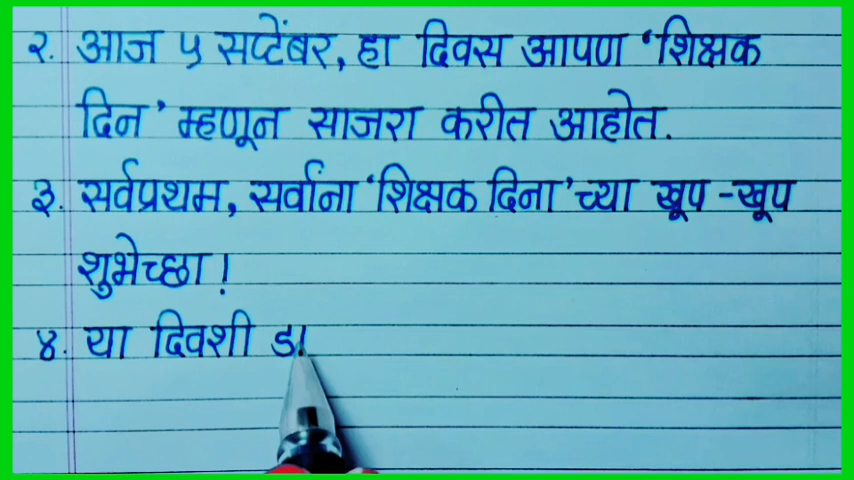 २. आज ५ सप्टेंबर, हा दिवस आपण 'शिक्षक
दिन' म्हणून साजरा करीत आहोत.
३. सर्वप्रथम, सर्वांना 'शिक्षक दिना'च्या खूप -खूप
शुभेच्छा!
४. या दिवशी डा